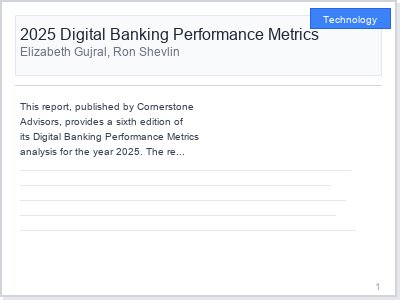 Technology
2025 Digital Banking Performance Metrics
Elizabeth Gujral, Ron Shevlin
This report, published by Cornerstone
Advisors, provides a sixth edition of
its Digital Banking Performance Metrics
analysis for the year 2025. The re...
1